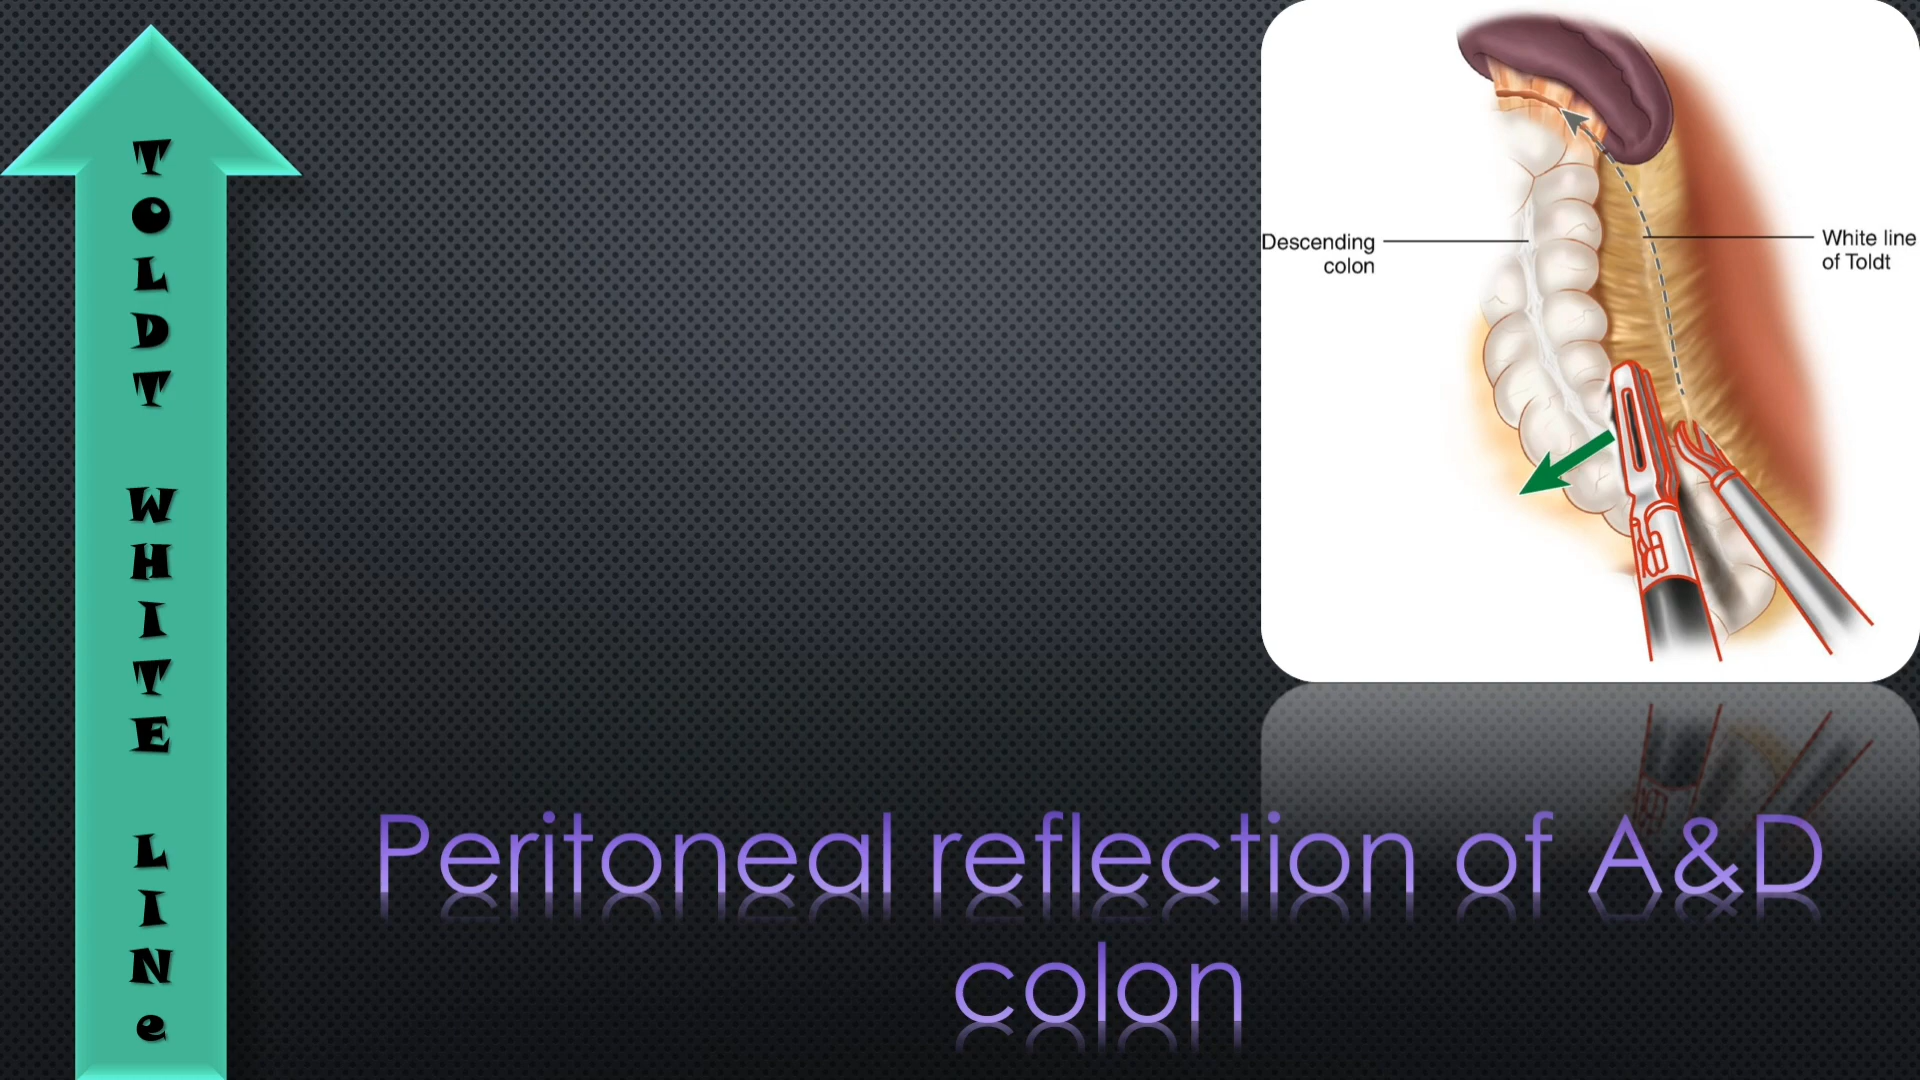 TOLDT WHITE LINe
Descending
colon
White line
of Toldt
Peritoneal reflection of A&D
colon